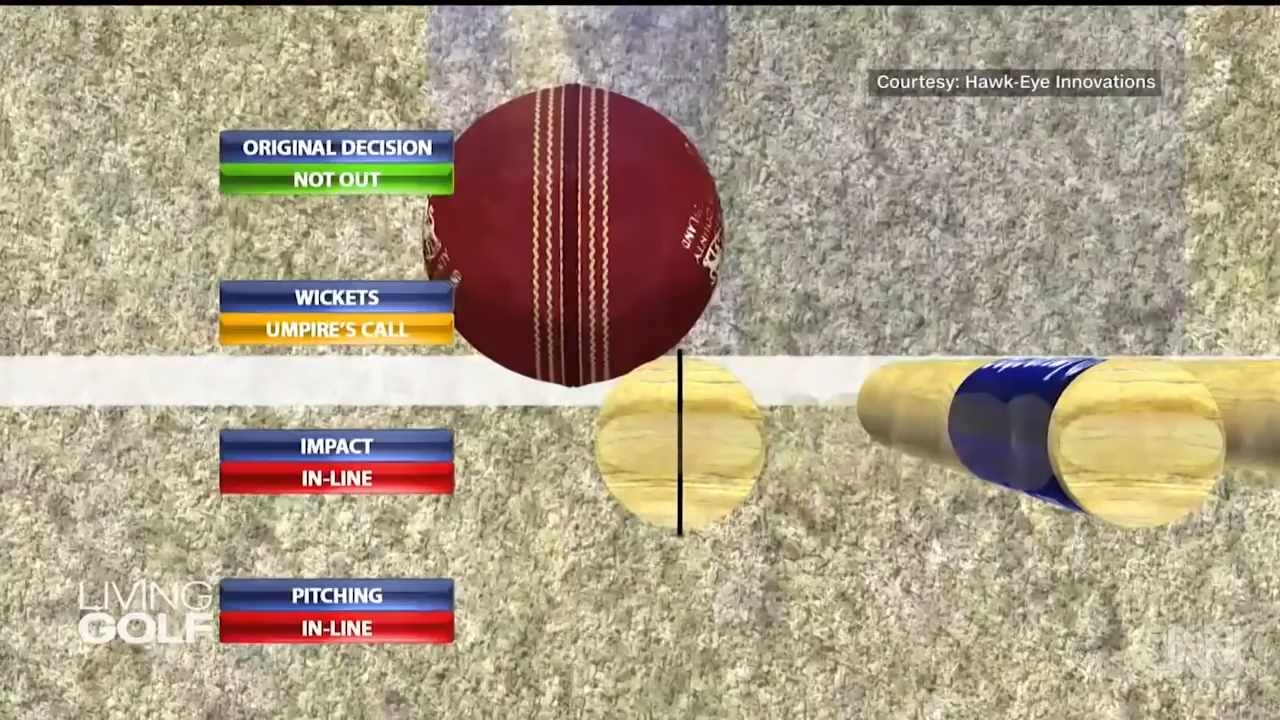 Courtesy: Hawk-Eye Innovations
ORIGINAL DECISION
NOT OUT
WICKETS
UMPIRE'S CALL
IMPACT
IN-LINE
PITCHING
IN-LINE
LIVING
GOLF
CNN